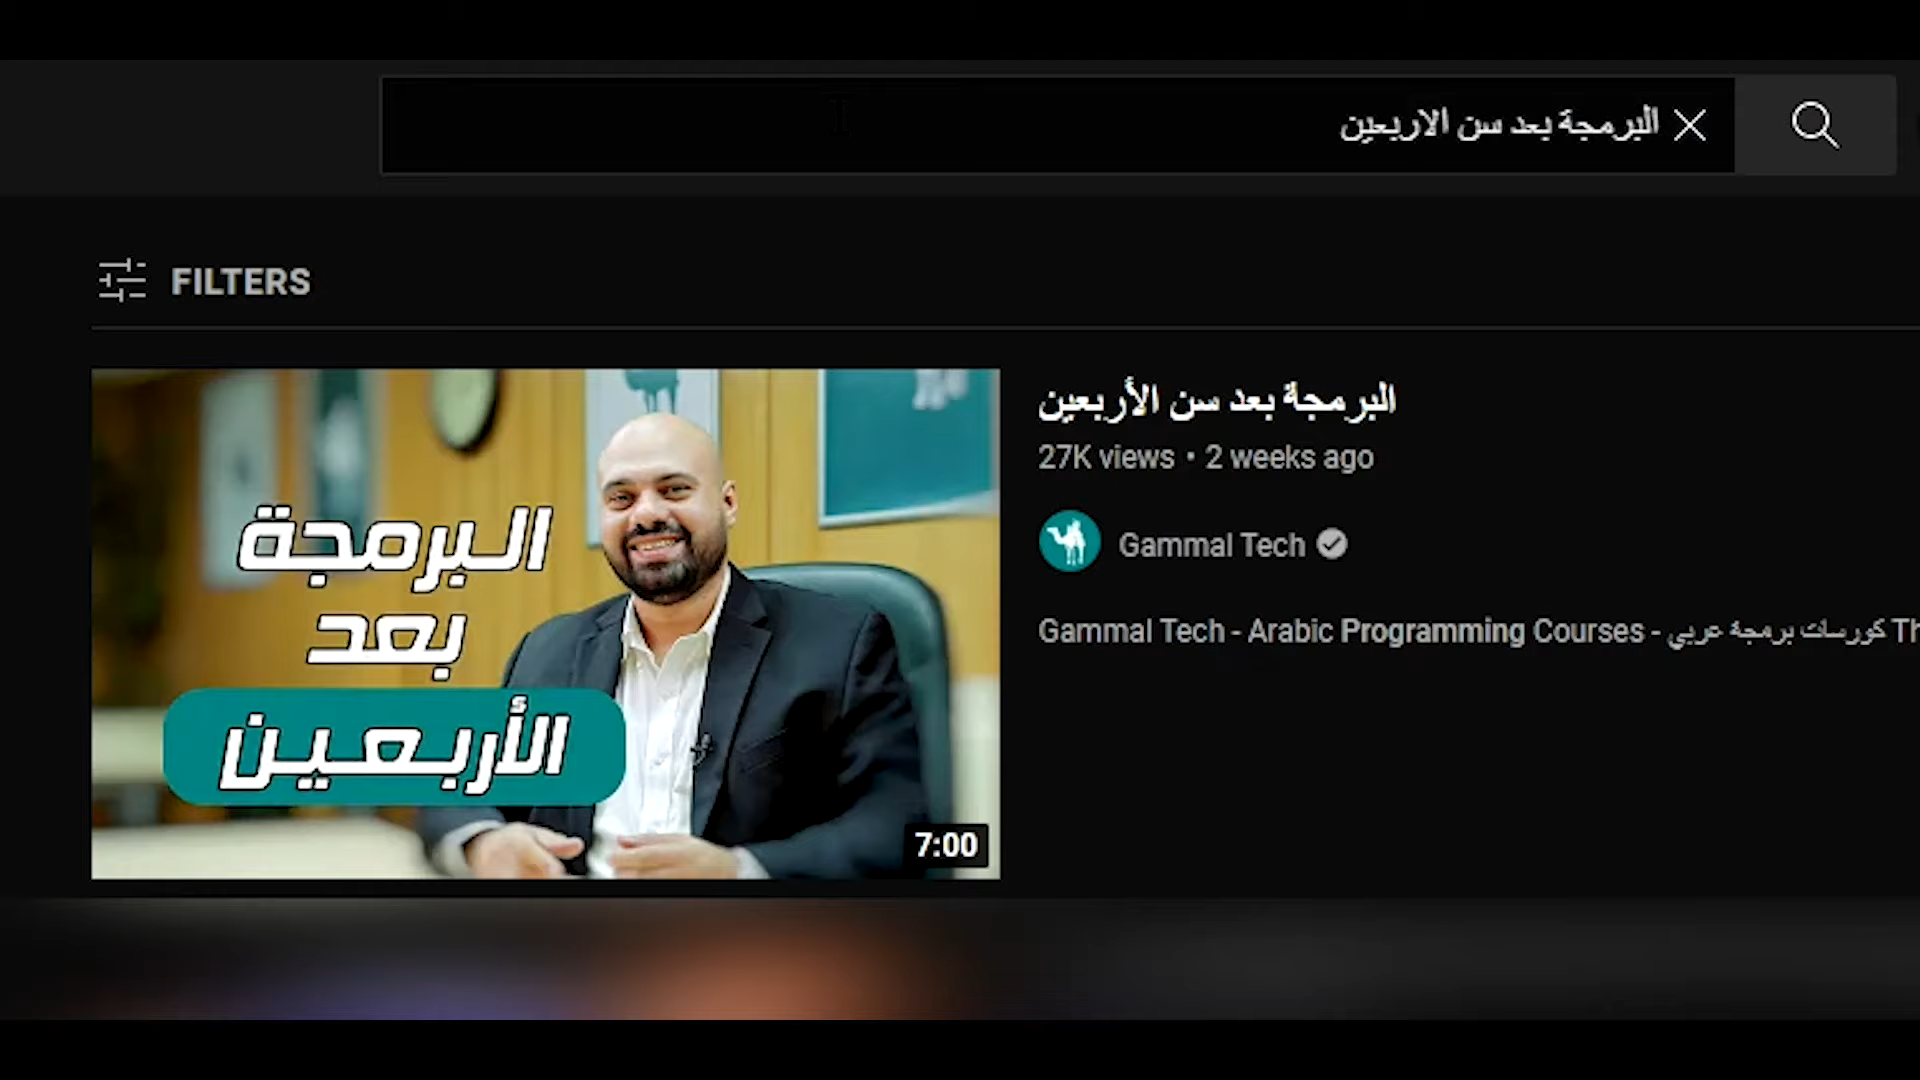 البرمجة بعد سن الاربعين
FILTERS
البرمجة
بعد
الأربعين
7:00
البرمجة بعد سن الأربعين
27K views • 2 weeks ago
Gammal Tech
Gammal Tech - Arabic Programming Courses - كورسات برمجة عربي Th